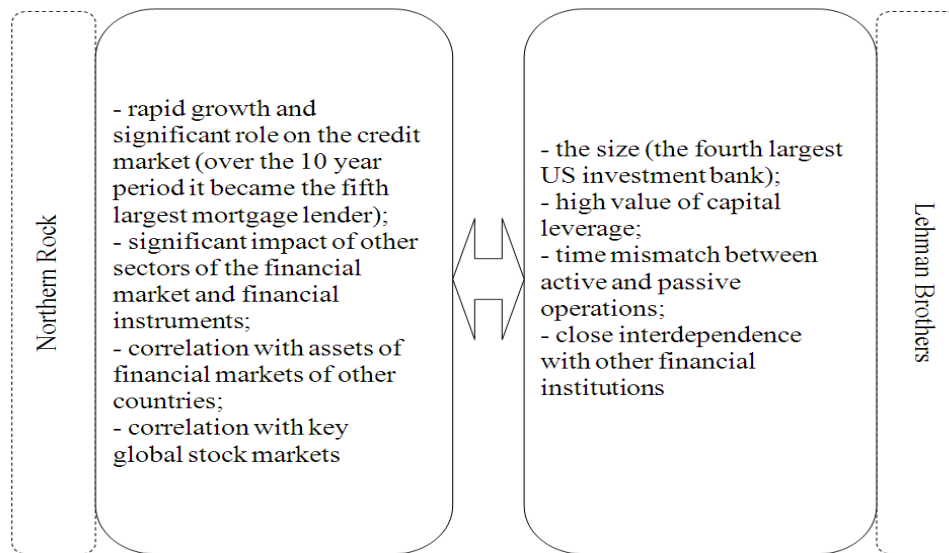 Northern Rock
- rapid growth and
significant role on the credit
market (over the 10 year
period it became the fifth
largest mortgage lender);
- significant impact of other
sectors of the financial
market and financial
instruments;
- correlation with assets of
financial markets of other
countries;
- correlation with key
global stock markets
- the size (the fourth largest
US investment bank);
- high value of capital
leverage;
- time mismatch between
active and passive
operations;
- close interdependence
with other financial
institutions
Lehman Brothers